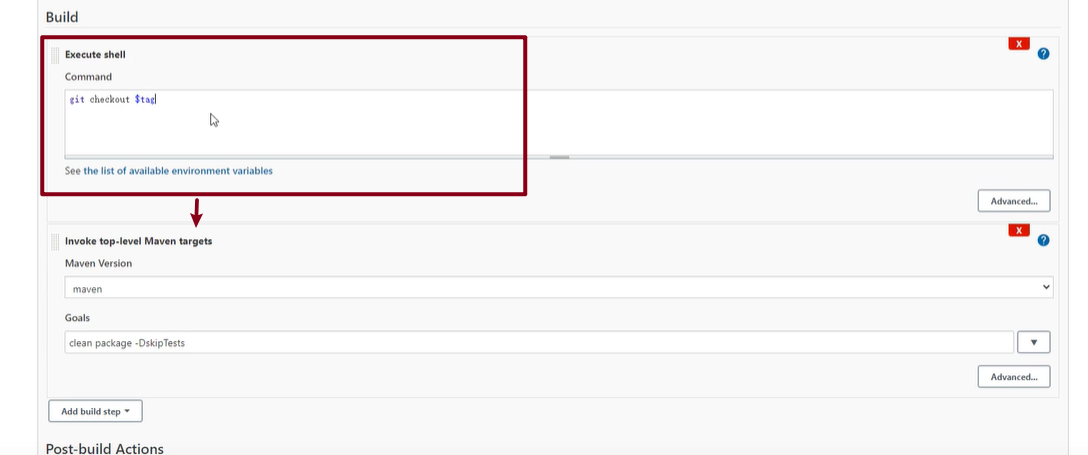 Build
Execute shell
X
?
Command
git checkout $tag
See the list of available environment variables
Advanced...
Invoke top-level Maven targets
X
?
Maven Version
maven
Goals
clean package -DskipTests
Advanced...
Add build step
Post-build Actions